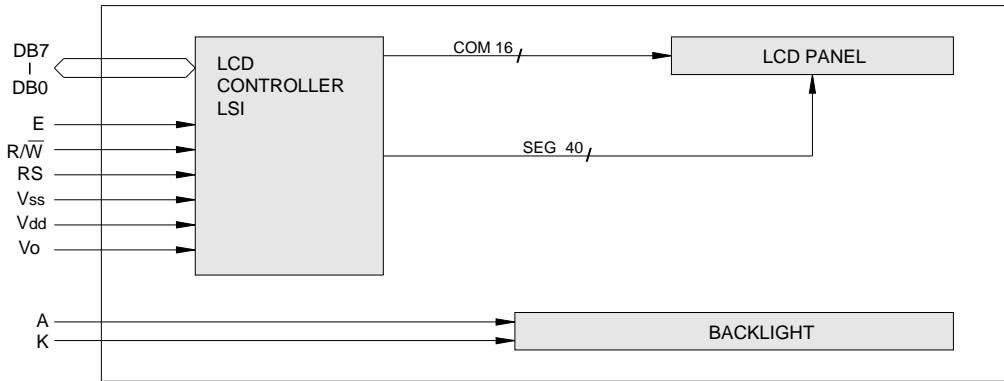 DB7
DB0
E
R/W̅
RS
Vss
Vdd
Vo
A
K
LCD
CONTROLLER
LSI
COM 16
SEG 40
LCD PANEL
BACKLIGHT